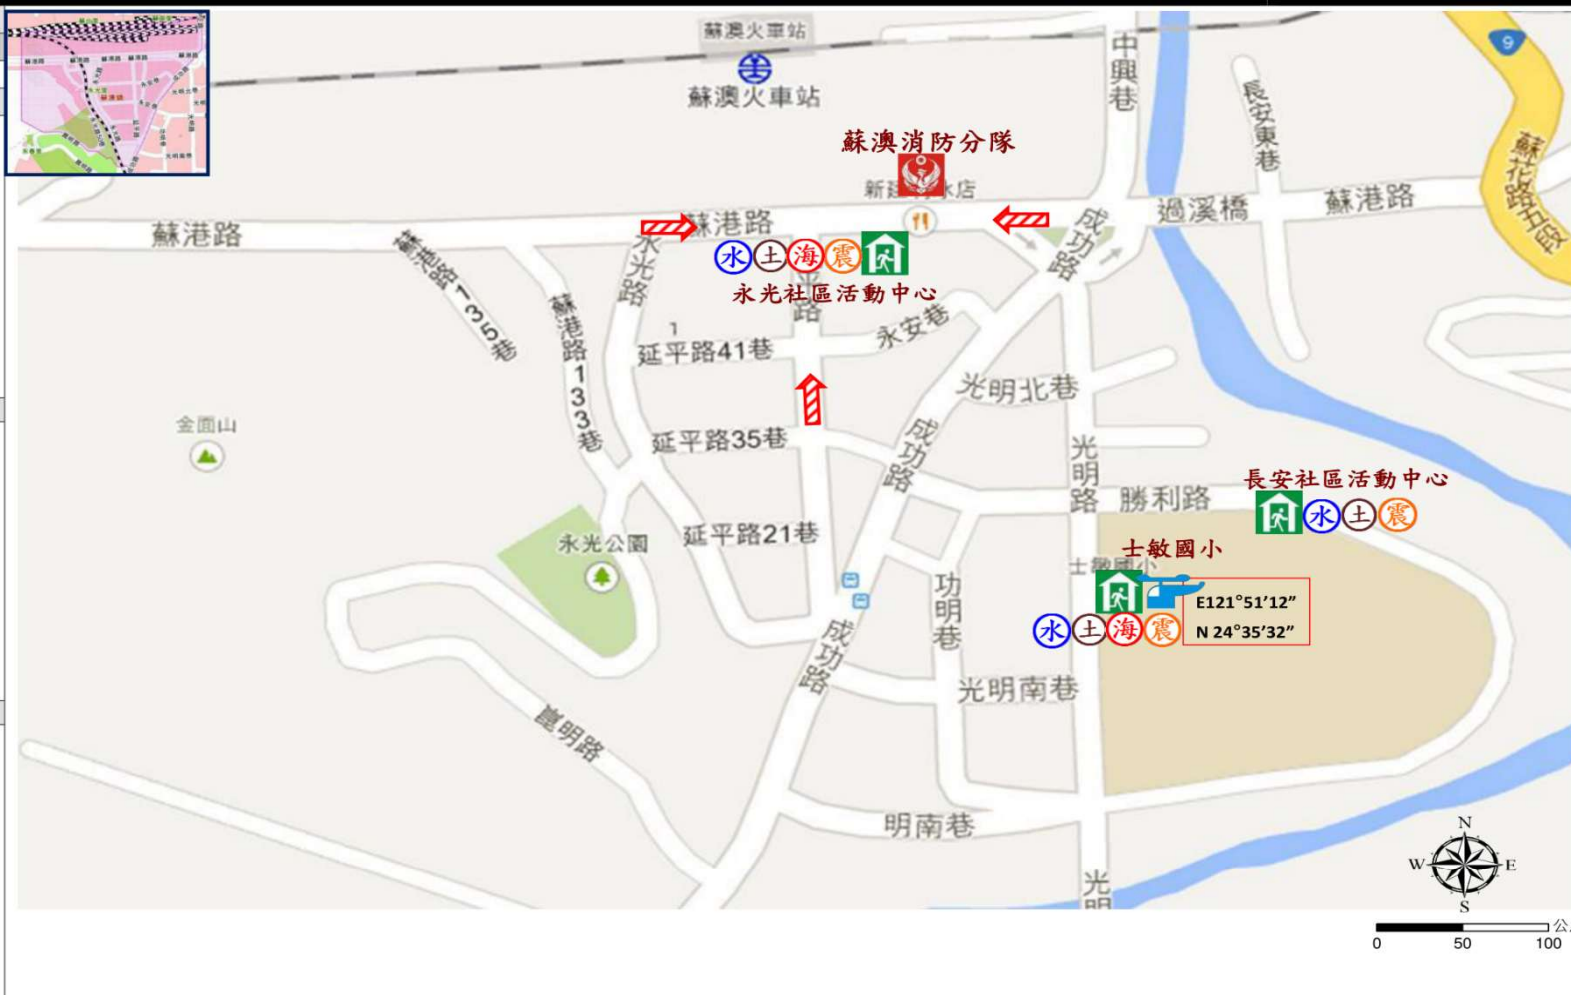 蘇澳火車站
蘇澳火車站
中興巷
9
長安東巷
蘇花路五段
蘇澳消防分隊
蘇港路
蘇港路
成功路
過溪橋
蘇港路
蘇港路135巷
永光路
水
土
海
震
永光社區活動中心
蘇港路133巷
1
延平路41巷
永安巷
光明北巷
金面山
延平路35巷
成功路
光明路
勝利路
長安社區活動中心
水
土
震
永光公園
延平路21巷
士敏國小
士敏國小
E121°51’12”
N 24°35’32”
水
土
海
震
功明巷
成功路
光明南巷
崑明路
明南巷
光明
N
W
E
S
0
50
100
公